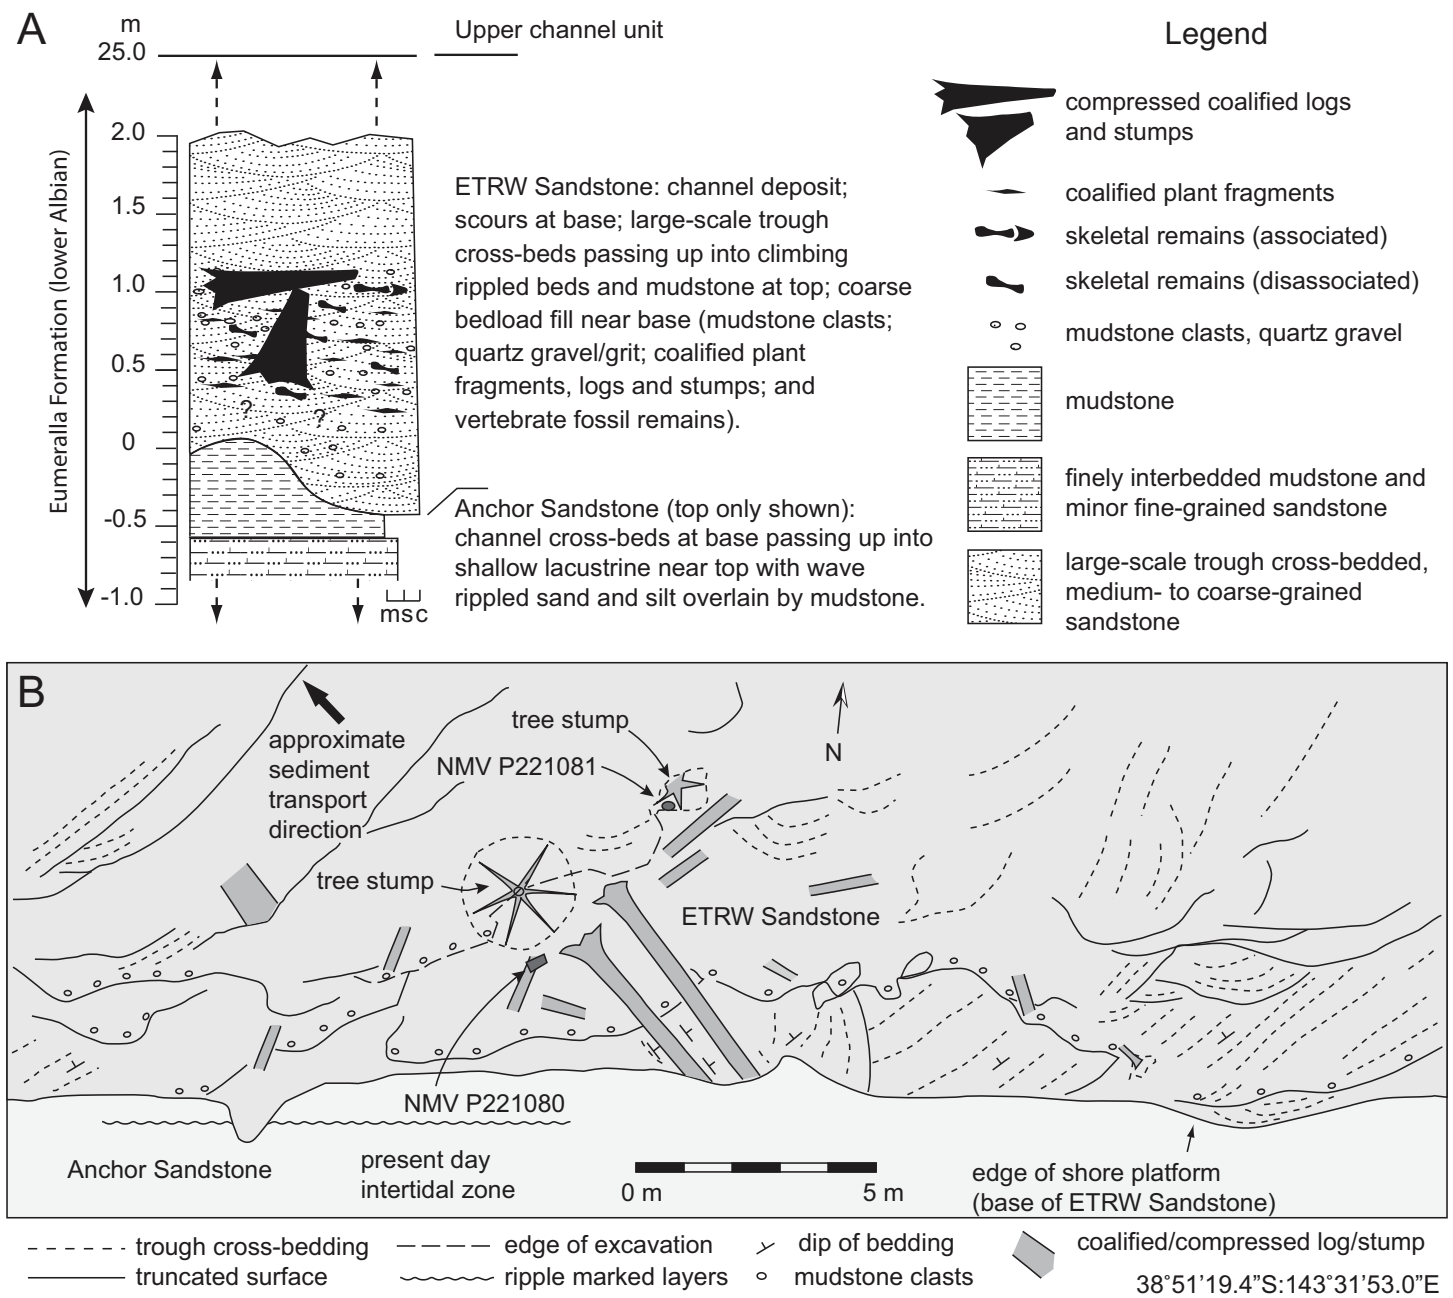 A
m
25.0
2.0
1.5
1.0
0.5
0
-0.5
-1.0
Eumeralla Formation (lower Albian)
? ?
msc
Upper channel unit
ETRW Sandstone: channel deposit;
scours at base; large-scale trough
cross-beds passing up into climbing
rippled beds and mudstone at top; coarse
bedload fill near base (mudstone clasts;
quartz gravel/grit; coalified plant
fragments, logs and stumps; and
vertebrate fossil remains).
Anchor Sandstone (top only shown):
channel cross-beds at base passing up into
shallow lacustrine near top with wave
rippled sand and silt overlain by mudstone.
Legend
compressed coalified logs
and stumps
coalified plant fragments
skeletal remains (associated)
skeletal remains (disassociated)
mudstone clasts, quartz gravel
mudstone
finely interbedded mudstone and
minor fine-grained sandstone
large-scale trough cross-bedded,
medium- to coarse-grained
sandstone
B
approximate
sediment
transport
direction
tree stump
NMV P221081
N
tree stump
ETRW Sandstone
NMV P221080
Anchor Sandstone
present day
intertidal zone
0 m 5 m
edge of shore platform
(base of ETRW Sandstone)
trough cross-bedding
truncated surface
edge of excavation
ripple marked layers
dip of bedding
mudstone clasts
coalified/compressed log/stump
38°51'19.4"S:143°31'53.0"E